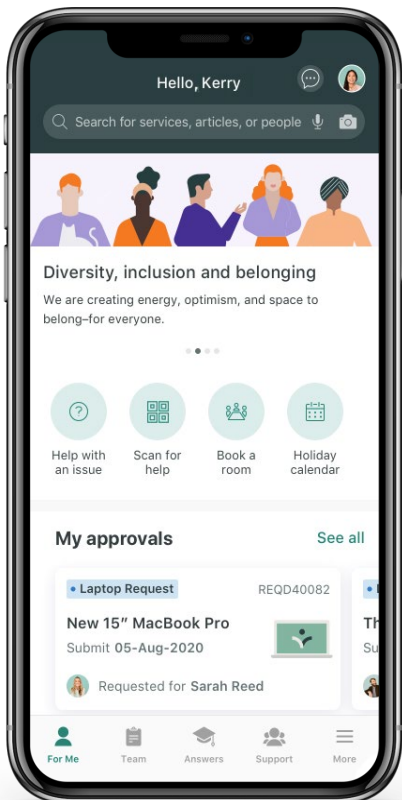 Hello, Kerry
Search for services, articles, or people
Diversity, inclusion and belonging
We are creating energy, optimism, and space to
belong–for everyone.
Help with
an issue
Scan for
help
Book a
room
Holiday
calendar
My approvals
See all
• Laptop Request
REQD40082
New 15” MacBook Pro
Th
Submit 05-Aug-2020
Su
Requested for Sarah Reed
For Me
Team
Answers
Support
More